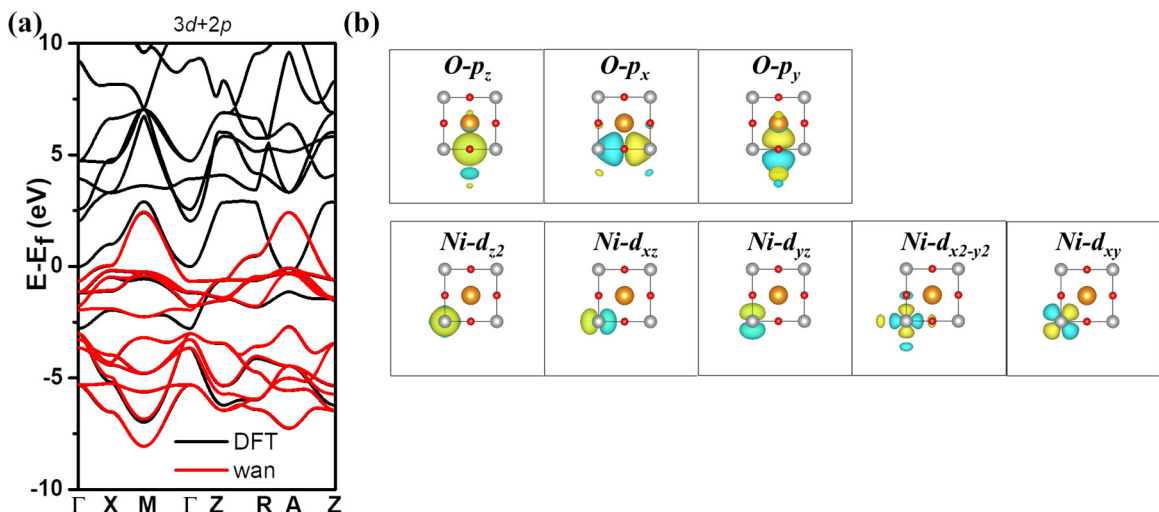 (a)
3d+2p
10
5
0
-5
-10
E-E_f (eV)
DFT
wan
Γ X M Γ Z R A Z
(b)
O-p_z O-p_x O-p_y
Ni-d_z2 Ni-d_xz Ni-d_yz Ni-d_x2-y2 Ni-d_xy